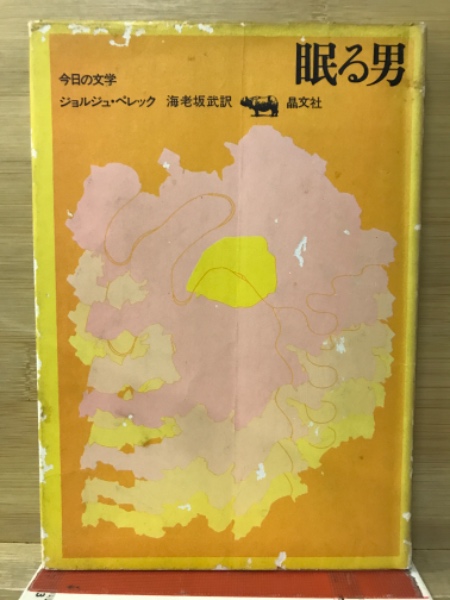 眠る男
今日の文学
ジョルジュ・ペレック 海老坂武訳 晶文社